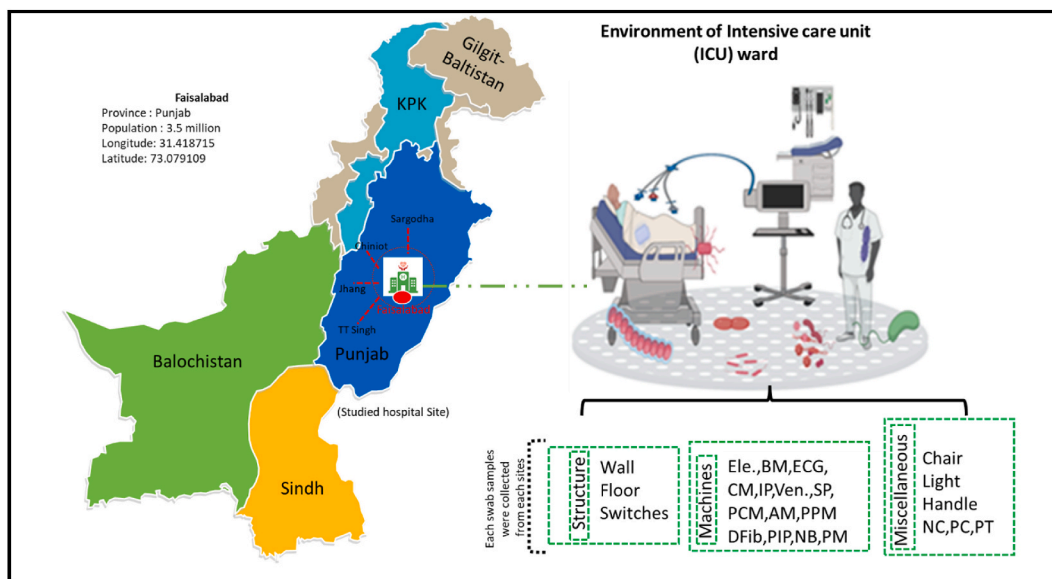 Environment of Intensive care unit
(ICU) ward
Faisalabad
Province : Punjab
Population : 3.5 million
Longitude: 31.418715
Latitude: 73.079109
Gilgit-
Baltistan
KPK
Sargodha
Chiniot
Jhang
Faisalabad
TT Singh
Punjab
Balochistan
Sindh
(Studied hospital Site)
Each swab samples
were collected
from each sites
Structure
Wall
Floor
Switches
Machines
Ele.,BM,ECG,
CM,IP,Ven.,SP,
PCM,AM,PPM
DFib,PIP,NB,PM
Miscellaneous
Chair
Light
Handle
NC,PC,PT